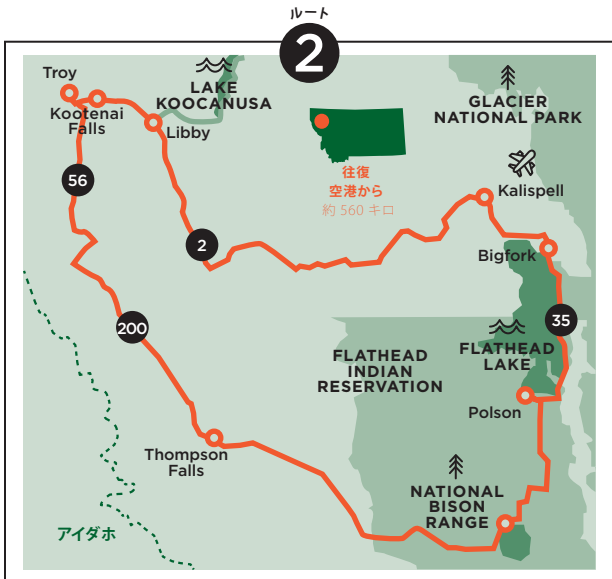 ルート
2
Troy
Kootenai
Falls
LAKE
KOOCANUSA
Libby
GLACIER
NATIONAL PARK
往復
空港から
約 560 キロ
Kalispell
56
2
Bigfork
35
200
FLATHEAD
INDIAN
RESERVATION
FLATHEAD
LAKE
Polson
Thompson
Falls
NATIONAL
BISON
RANGE
アイダホ